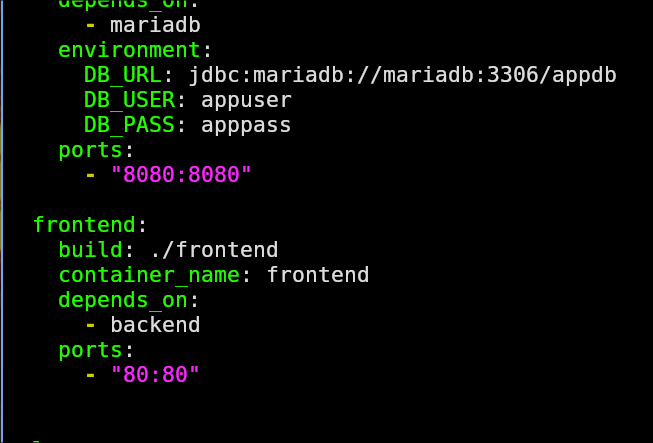 depends_on:
- mariadb
environment:
DB_URL: jdbc:mariadb://mariadb:3306/appdb
DB_USER: appuser
DB_PASS: apppass
ports:
- "8080:8080"
frontend:
build: ./frontend
container_name: frontend
depends_on:
- backend
ports:
- "80:80"